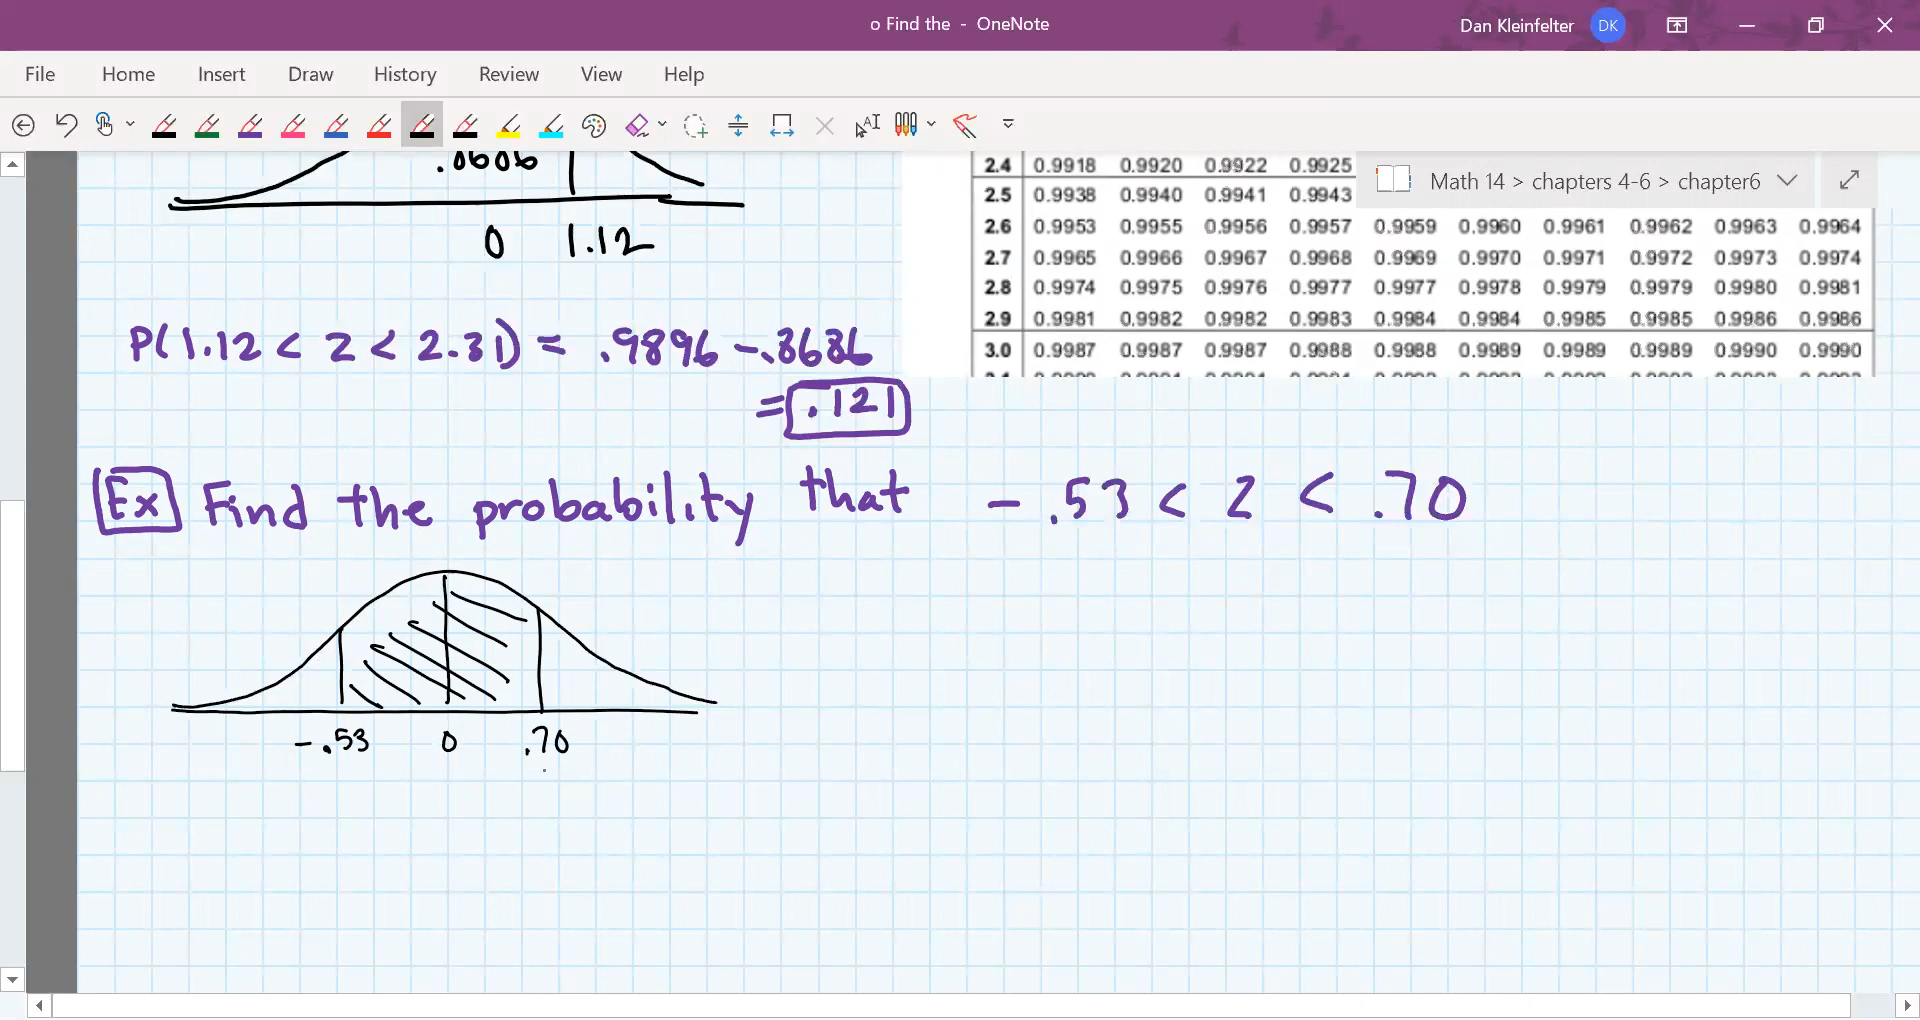 o Find the - OneNote
Dan Kleinfelter DK
File Home Insert Draw History Review View Help
.8686
0 1.12
2.4 0.9918 0.9920 0.9922 0.9925
Math 14 > chapters 4-6 > chapter6
2.5 0.9938 0.9940 0.9941 0.9943
2.6 0.9953 0.9955 0.9956 0.9957 0.9959 0.9960 0.9961 0.9962 0.9963 0.9964
2.7 0.9965 0.9966 0.9967 0.9968 0.9969 0.9970 0.9971 0.9972 0.9973 0.9974
2.8 0.9974 0.9975 0.9976 0.9977 0.9977 0.9978 0.9979 0.9979 0.9980 0.9981
2.9 0.9981 0.9982 0.9982 0.9983 0.9984 0.9984 0.9985 0.9985 0.9986 0.9986
3.0 0.9987 0.9987 0.9987 0.9988 0.9988 0.9989 0.9989 0.9989 0.9990 0.9990
P(1.12 < z < 2.31) = .9896 - .8686
= .121
Ex Find the probability that -.53 < z < .70
-.53 0 .70